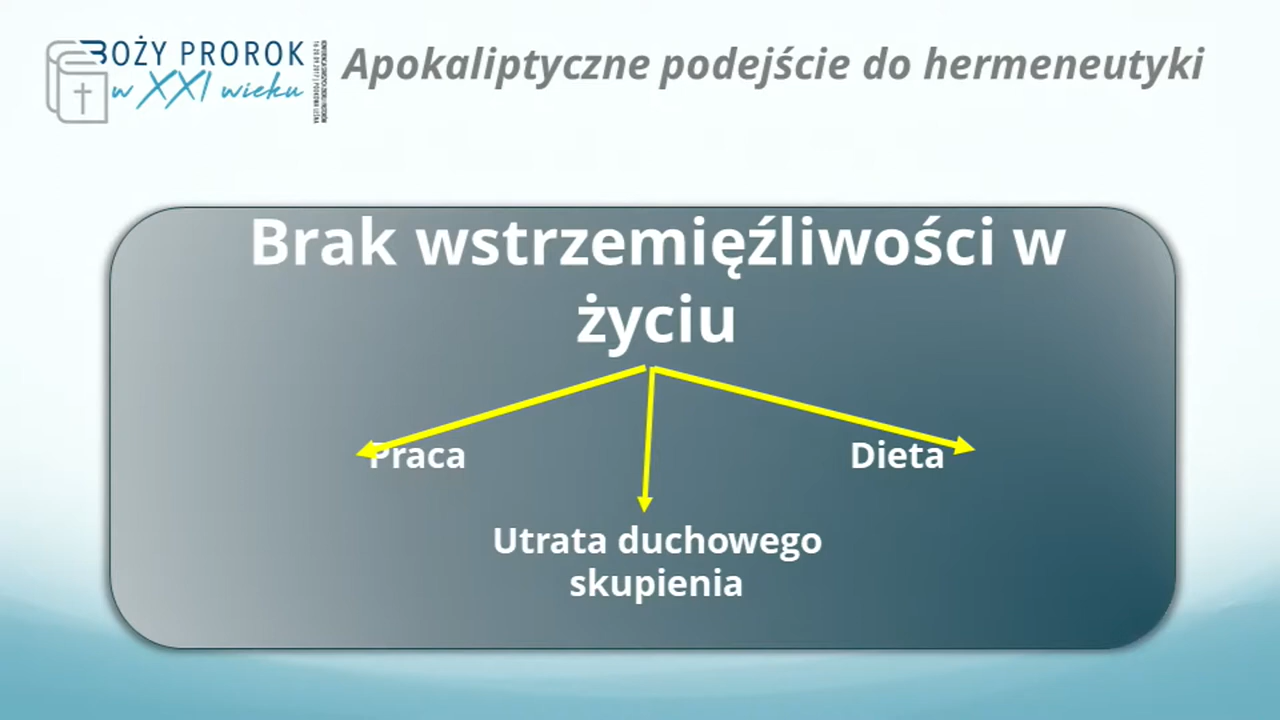 BOŻY PROROK
w XXI wieku
Apokaliptyczne podejście do hermeneutyki
Brak wstrzemięźliwości w
życiu
Praca
Dieta
Utrata duchowego
skupienia